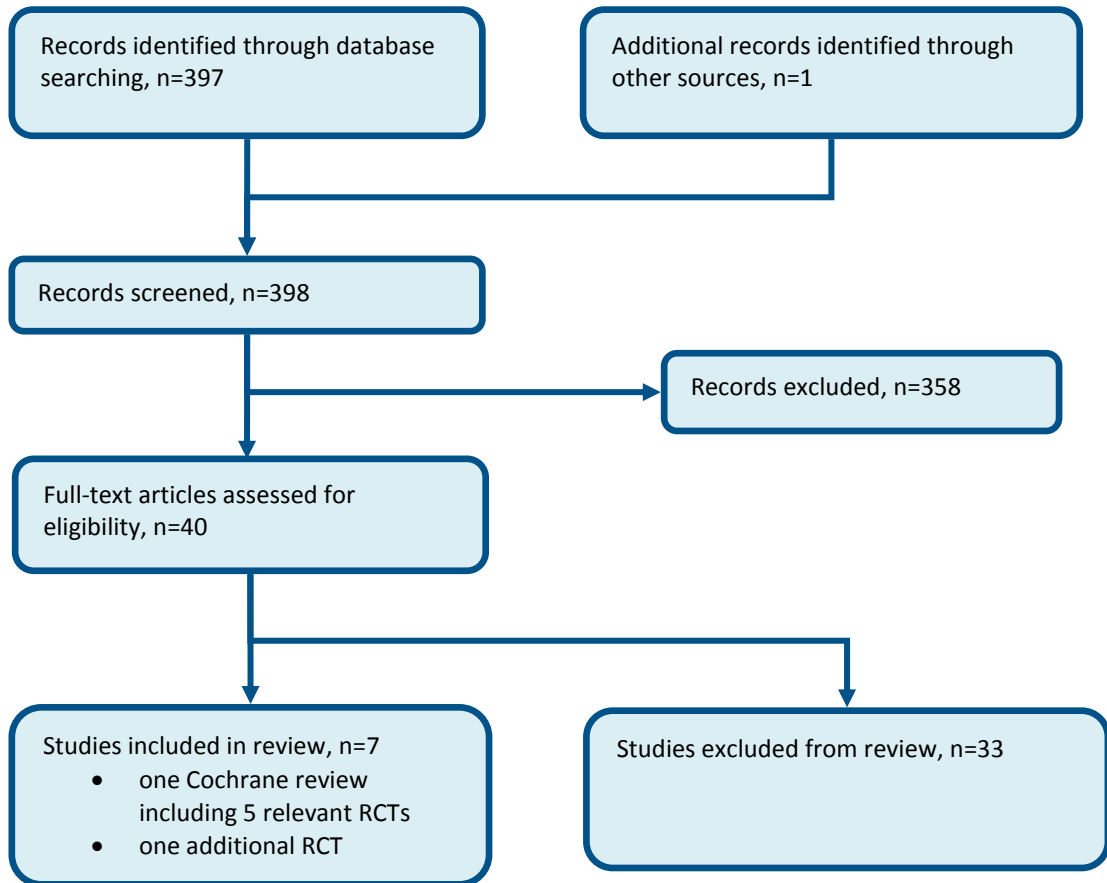 Records identified through database
searching, n=397
Additional records identified through
other sources, n=1
Records screened, n=398
Records excluded, n=358
Full-text articles assessed for
eligibility, n=40
Studies included in review, n=7
• one Cochrane review
including 5 relevant RCTs
• one additional RCT
Studies excluded from review, n=33